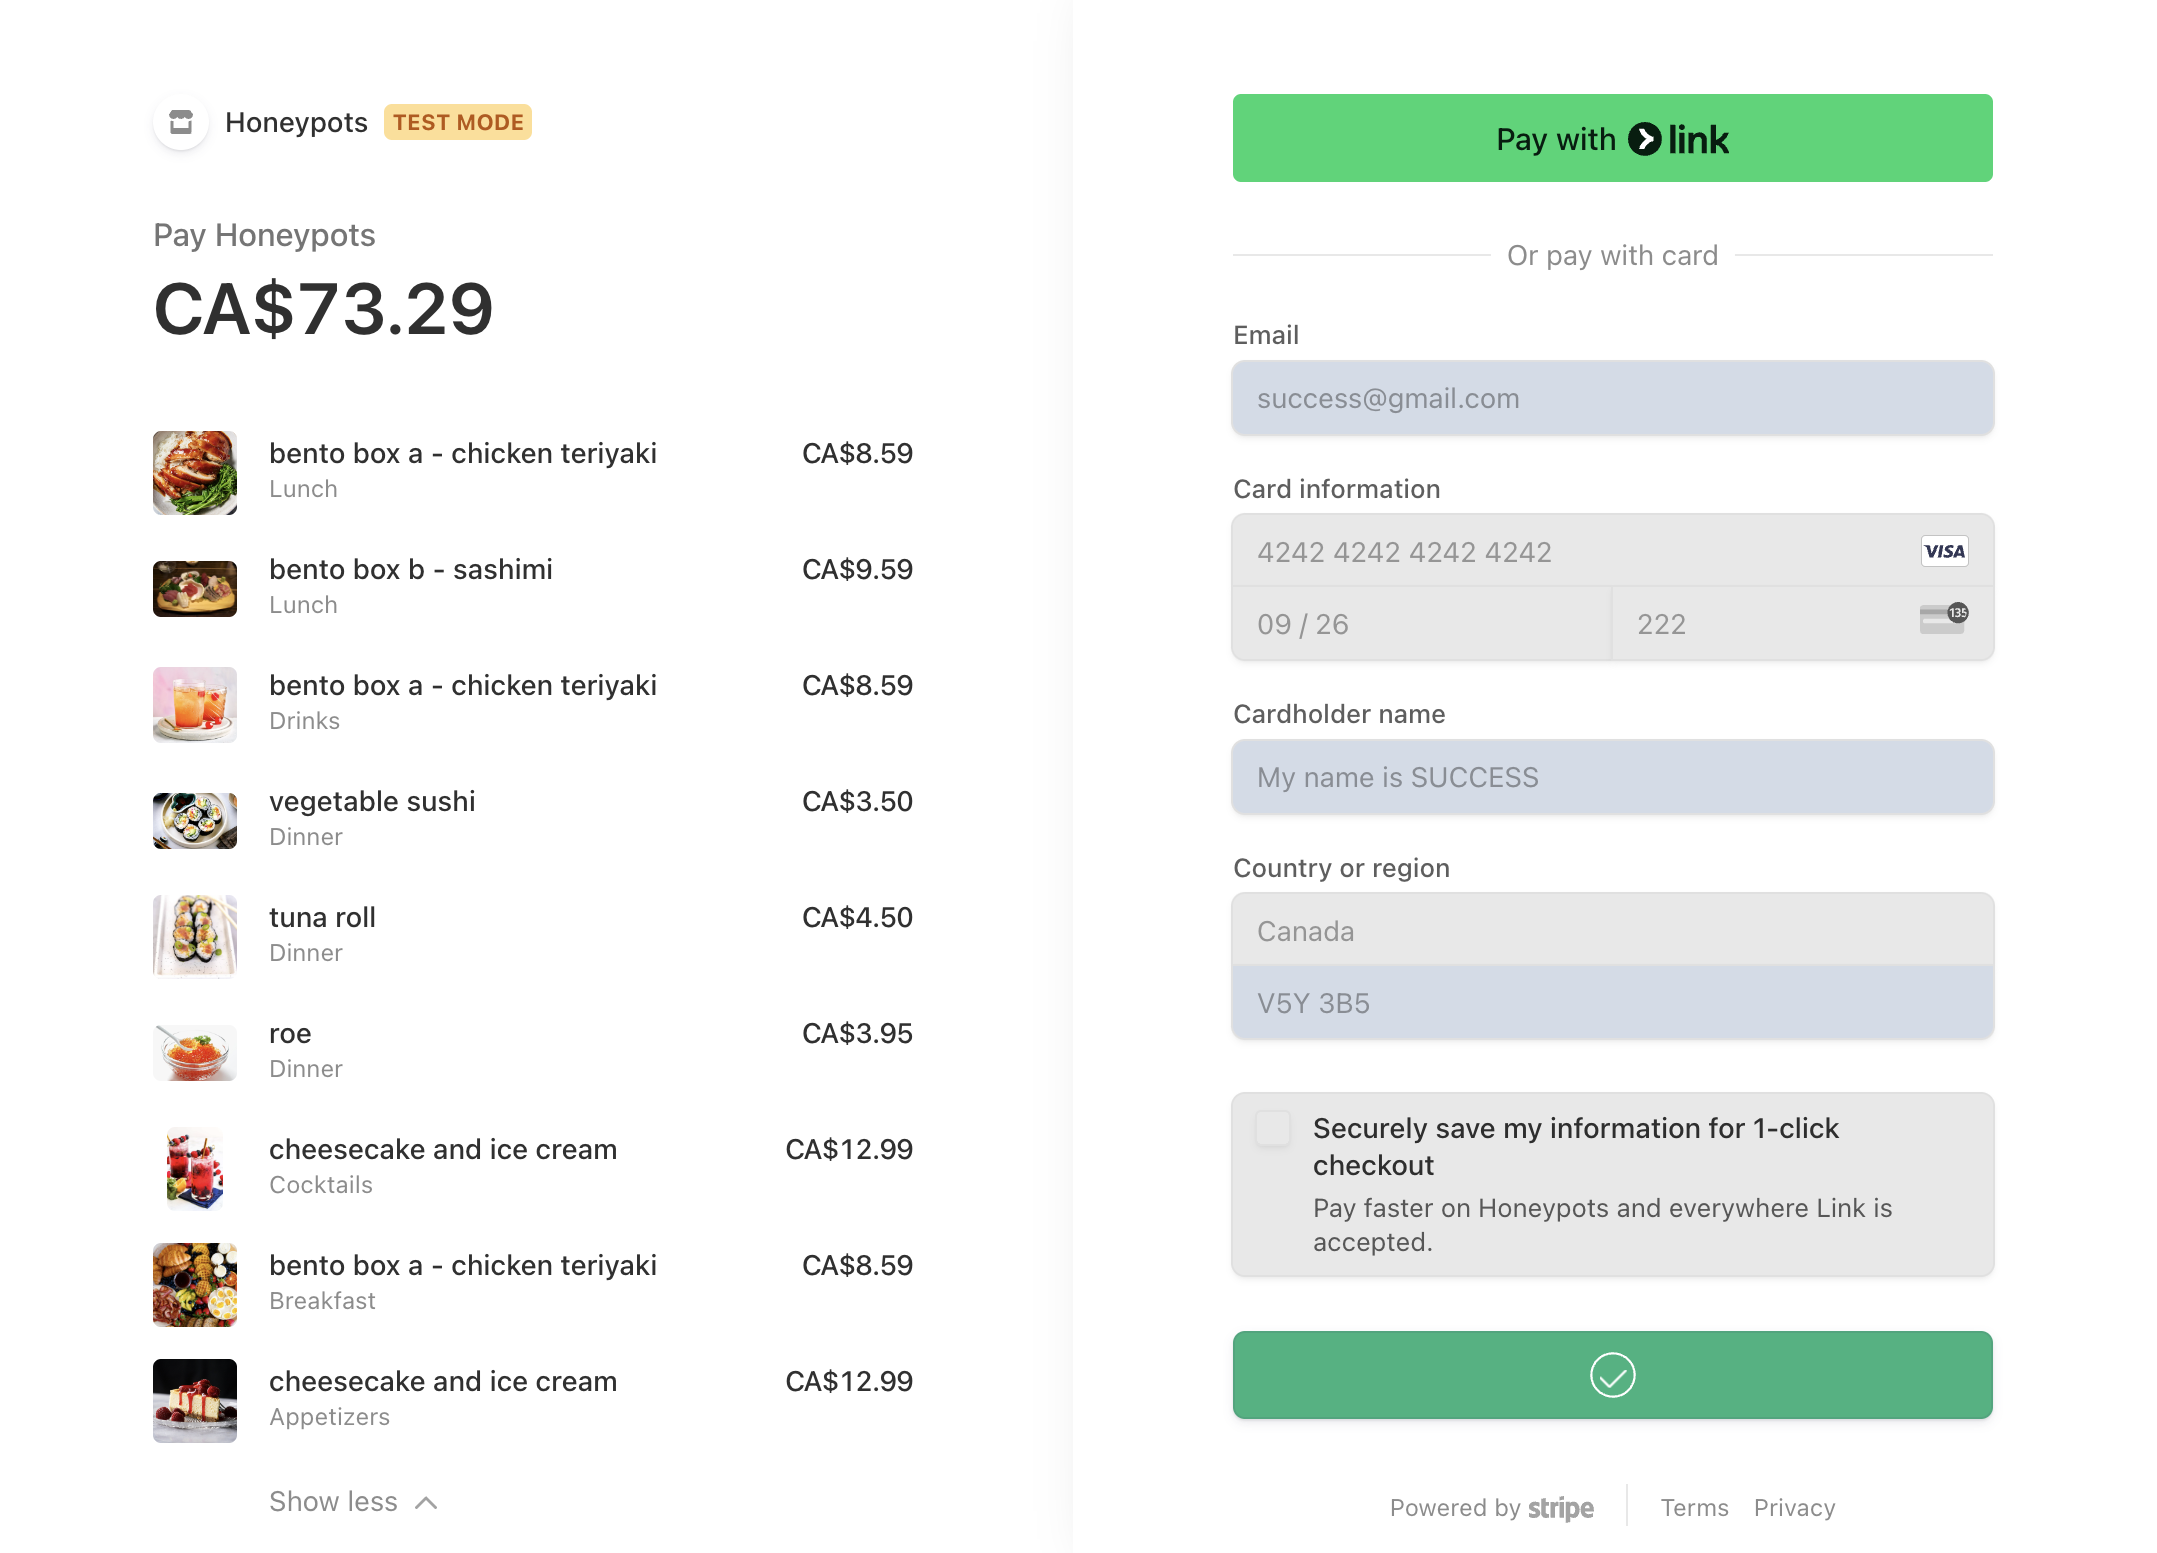 Honeypots TEST MODE
Pay Honeypots
CA$73.29
bento box a - chicken teriyaki CA$8.59
Lunch
bento box b - sashimi CA$9.59
Lunch
bento box a - chicken teriyaki CA$8.59
Drinks
vegetable sushi CA$3.50
Dinner
tuna roll CA$4.50
Dinner
roe CA$3.95
Dinner
cheesecake and ice cream CA$12.99
Cocktails
bento box a - chicken teriyaki CA$8.59
Breakfast
cheesecake and ice cream CA$12.99
Appetizers
Show less
Pay with link
Or pay with card
Email
success@gmail.com
Card information
4242 4242 4242 4242 VISA
09 / 26 222 135
Cardholder name
My name is SUCCESS
Country or region
Canada
V5Y 3B5
Securely save my information for 1-click
checkout
Pay faster on Honeypots and everywhere Link is
accepted.
Powered by stripe Terms Privacy